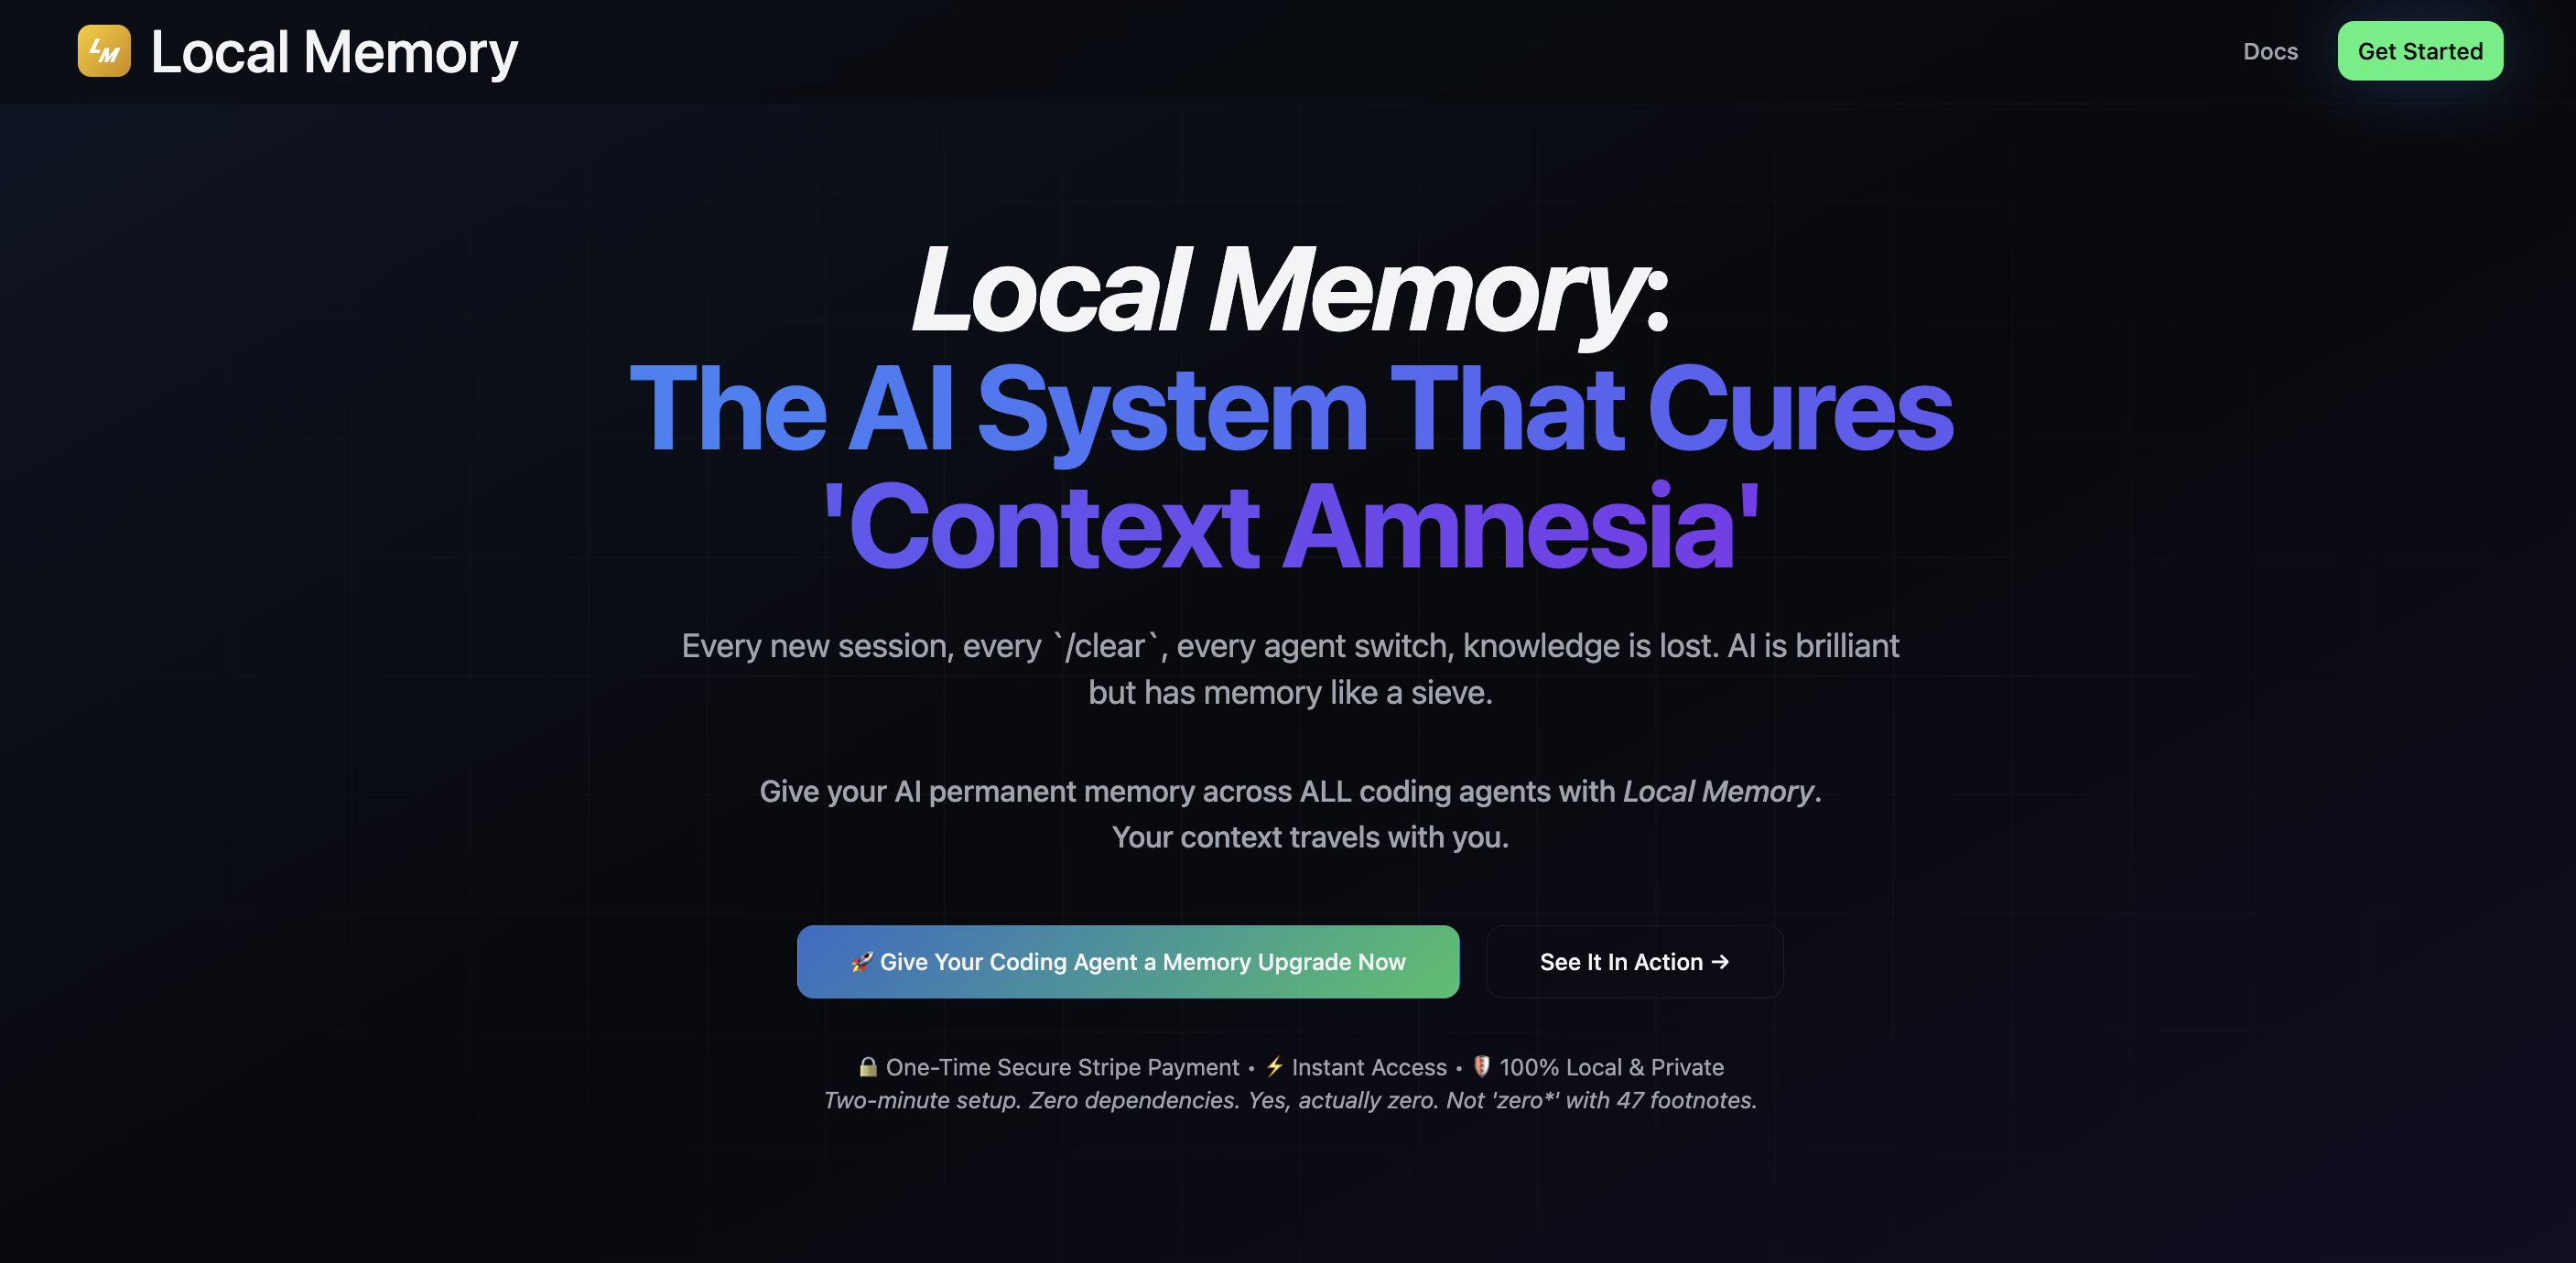 LM Local Memory
Docs
Get Started
Local Memory:
The AI System That Cures
'Context Amnesia'
Every new session, every `/clear`, every agent switch, knowledge is lost. AI is brilliant
but has memory like a sieve.
Give your AI permanent memory across ALL coding agents with Local Memory.
Your context travels with you.
🚀 Give Your Coding Agent a Memory Upgrade Now
See It In Action →
🔒 One-Time Secure Stripe Payment • ⚡ Instant Access • 🛡️ 100% Local & Private
Two-minute setup. Zero dependencies. Yes, actually zero. Not 'zero*' with 47 footnotes.